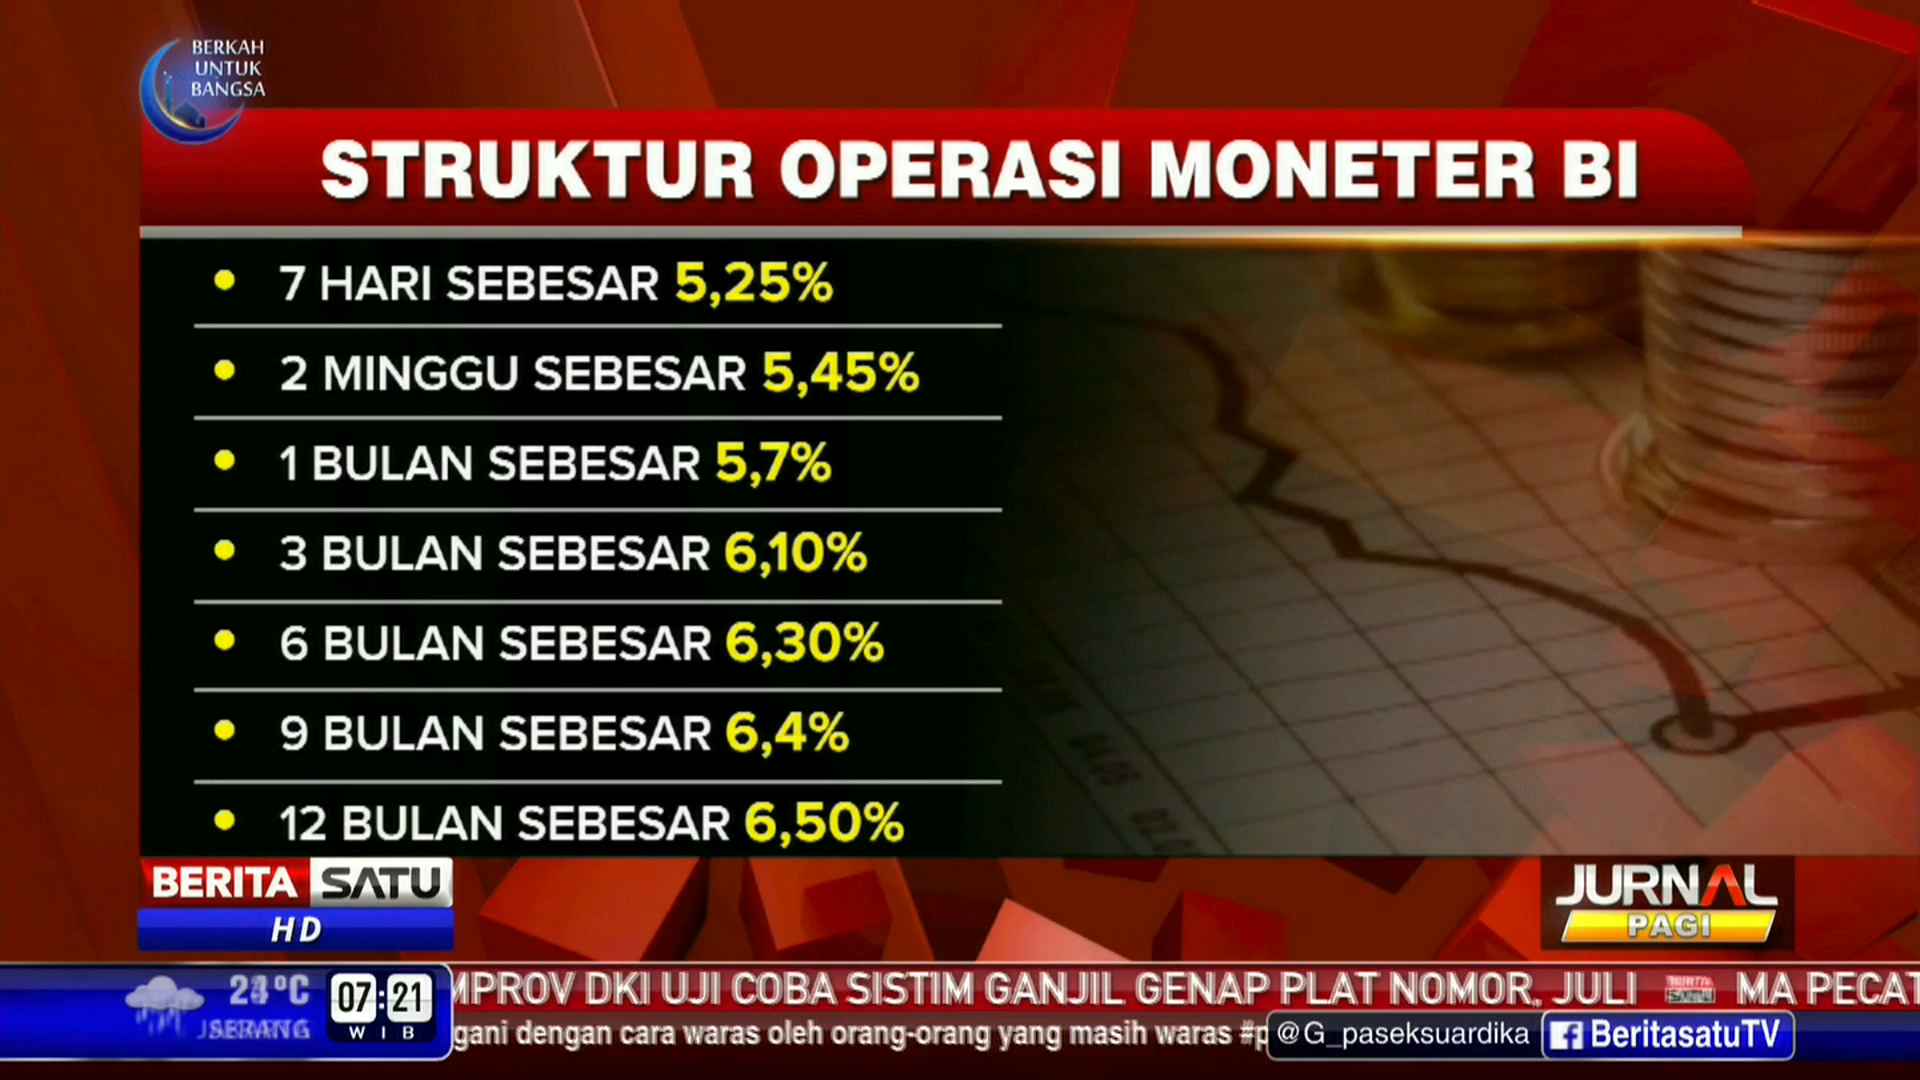 BERKAH
UNTUK
BANGSA
STRUKTUR OPERASI MONETER BI
• 7 HARI SEBESAR 5,25%
• 2 MINGGU SEBESAR 5,45%
• 1 BULAN SEBESAR 5,7%
• 3 BULAN SEBESAR 6,10%
• 6 BULAN SEBESAR 6,30%
• 9 BULAN SEBESAR 6,4%
• 12 BULAN SEBESAR 6,50%
BERITA SATU
HD
JURNAL
PAGI
07:21
WIB
MPROV DKI UJI COBA SISTIM GANJIL GENAP PLAT NOMOR, JULI MA PECAT
gani dengan cara waras oleh orang-orang yang masih waras #p @G_paseksuardika BeritasatuTV